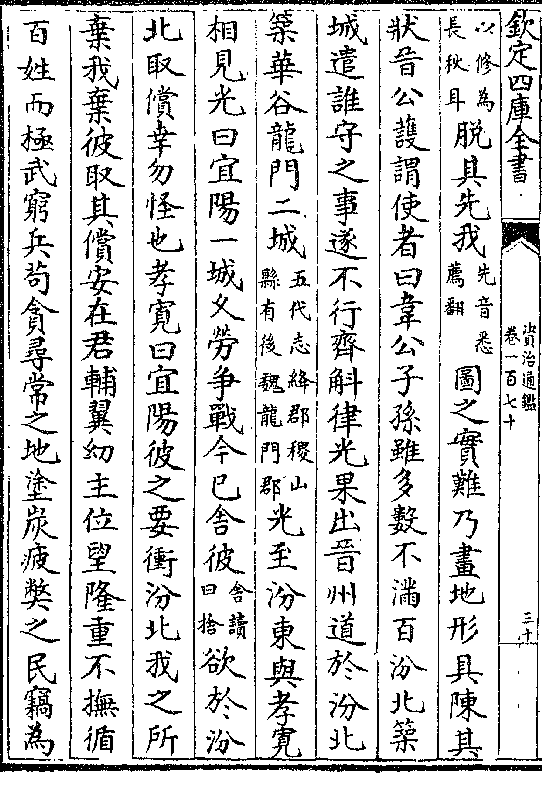 欽定四庫全書
資治通鑑
卷一百七十
三十
以修為
長秋耳
脱其先我
先音悉
薦翻
圖之實難乃畫地形具陳其
狀晉公護謂使者曰韋公子孫雖多數不滿百汾北築
城遣誰守之事遂不行齊斛律光果出晉州道於汾北
築華谷龍門二城
五代志絳郡稷山
縣有後魏龍門郡
光至汾東與孝寛
相見光曰宜陽一城乆勞争戰今已舍彼
舍讀
曰捨
欲於汾
北取償幸勿怪也孝寛曰宜陽彼之要衝汾北我之所
棄我棄彼取其償安在君輔翼㓜主位望隆重不撫循
百姓而極武窮兵茍貪尋常之地塗炭疲弊之民竊為